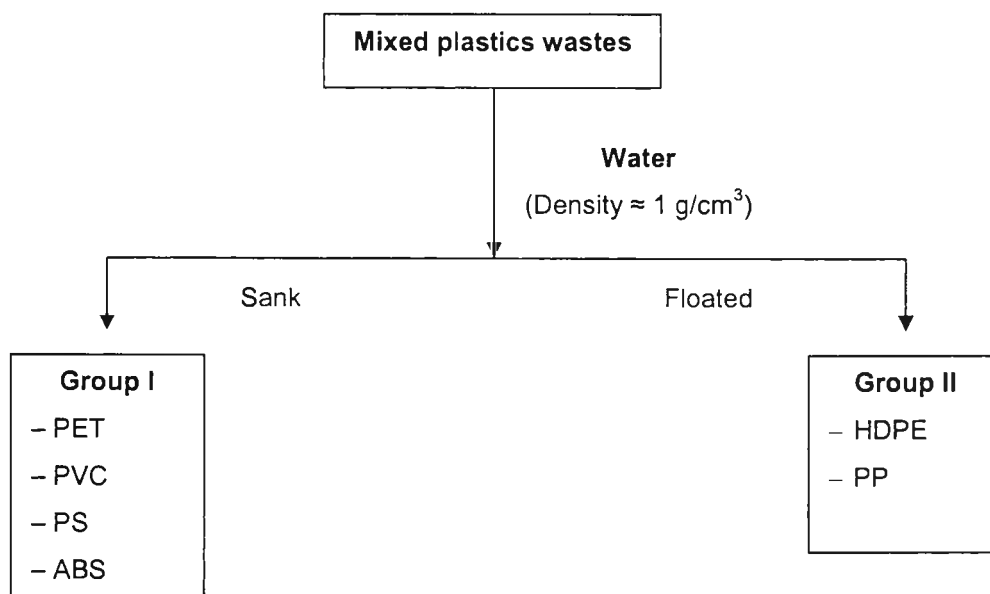 Mixed plastics wastes
Water
(Density ≈ 1 g/cm³)
Sank
Floated
Group I
– PET
– PVC
– PS
– ABS
Group II
– HDPE
– PP